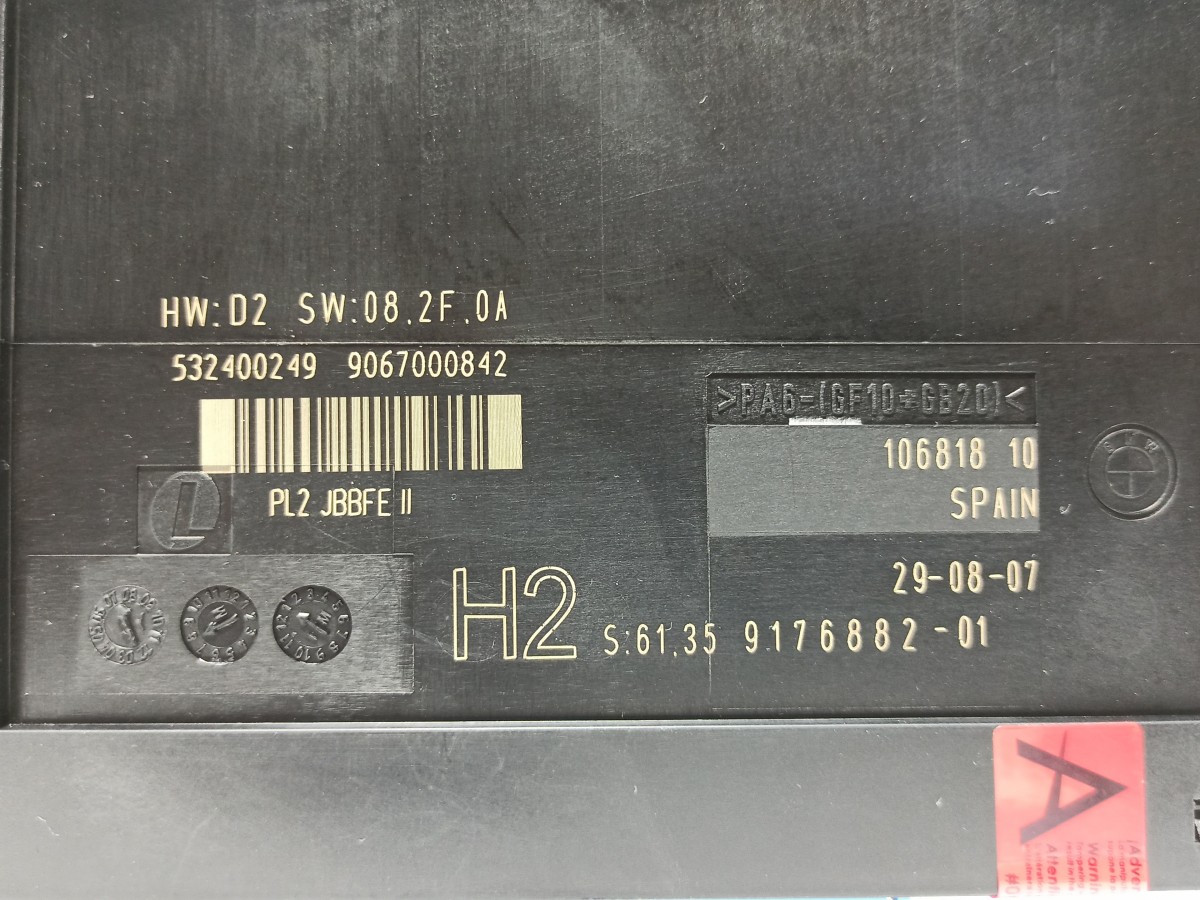 HW:D2 SW:08.2F.0A
532400249 9067000842
>PA6-(GF10+GB20)<
106818 10
SPAIN
PL2 JBBFE II
L
BMW
29-08-07
H2
S:61.35 9176882-01
A